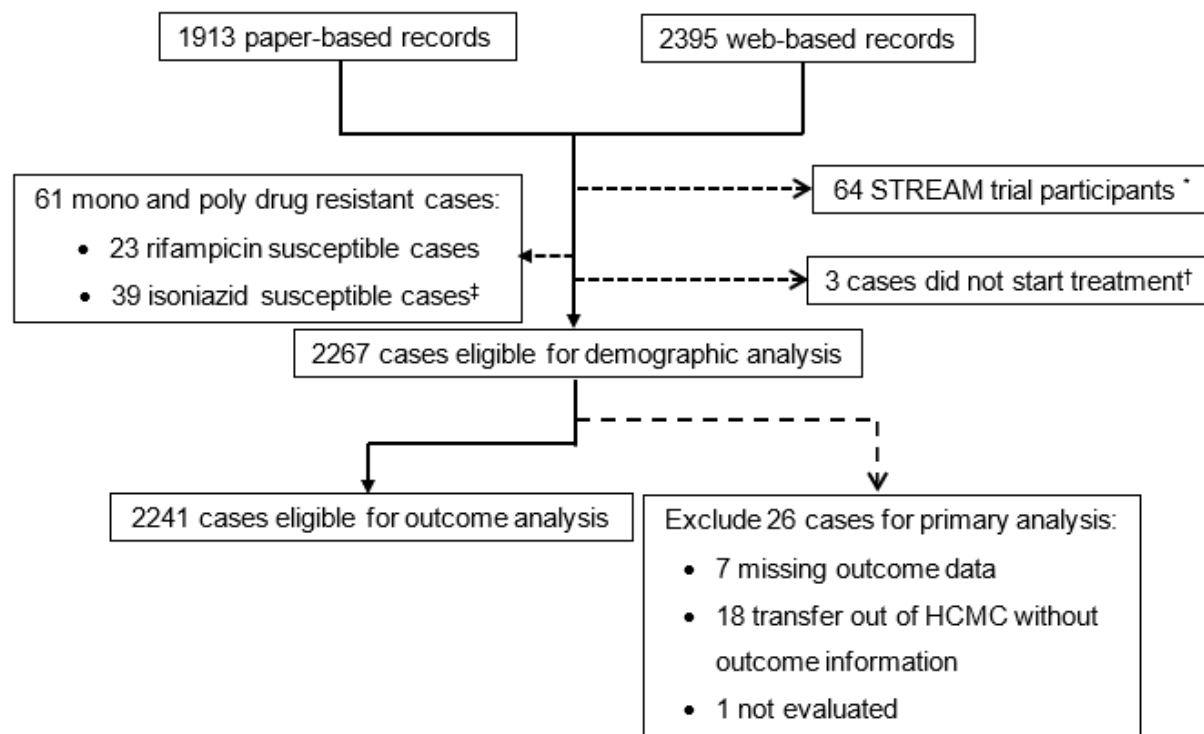 1913 paper-based records
2395 web-based records
61 mono and poly drug resistant cases:
• 23 rifampicin susceptible cases
• 39 isoniazid susceptible cases‡
64 STREAM trial participants *
3 cases did not start treatment†
2267 cases eligible for demographic analysis
2241 cases eligible for outcome analysis
Exclude 26 cases for primary analysis:
• 7 missing outcome data
• 18 transfer out of HCMC without
outcome information
• 1 not evaluated